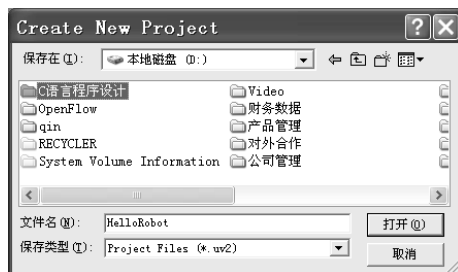 Create New Project
保存在(I): 本地磁盘 (D:)
C语言程序设计 Video
OpenFlow 财务数据
qin 产品管理
RECYCLER 对外合作
System Volume Information 公司管理
文件名(N): HelloRobot 打开(O)
保存类型(T): Project Files (*.uv2) 取消